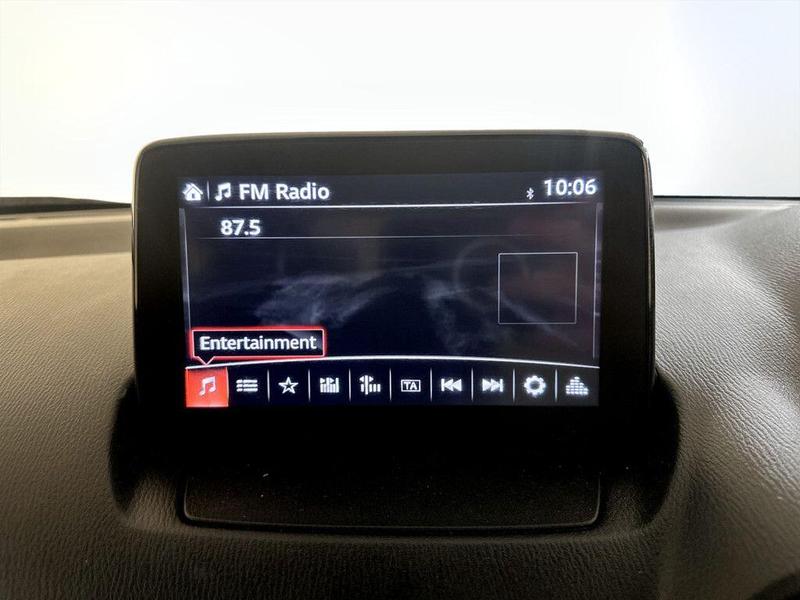 FM Radio 10:06
87.5
Entertainment
TA